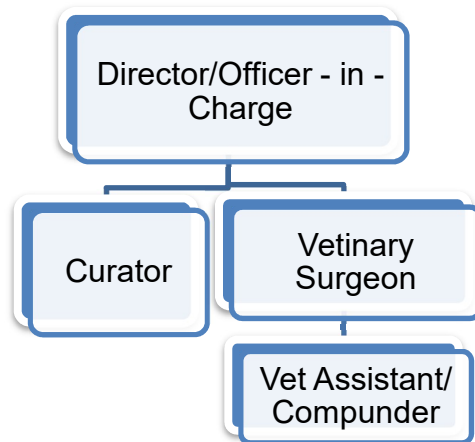 Director/Officer - in -
Charge
Curator
Vetinary
Surgeon
Vet Assistant/
Compunder